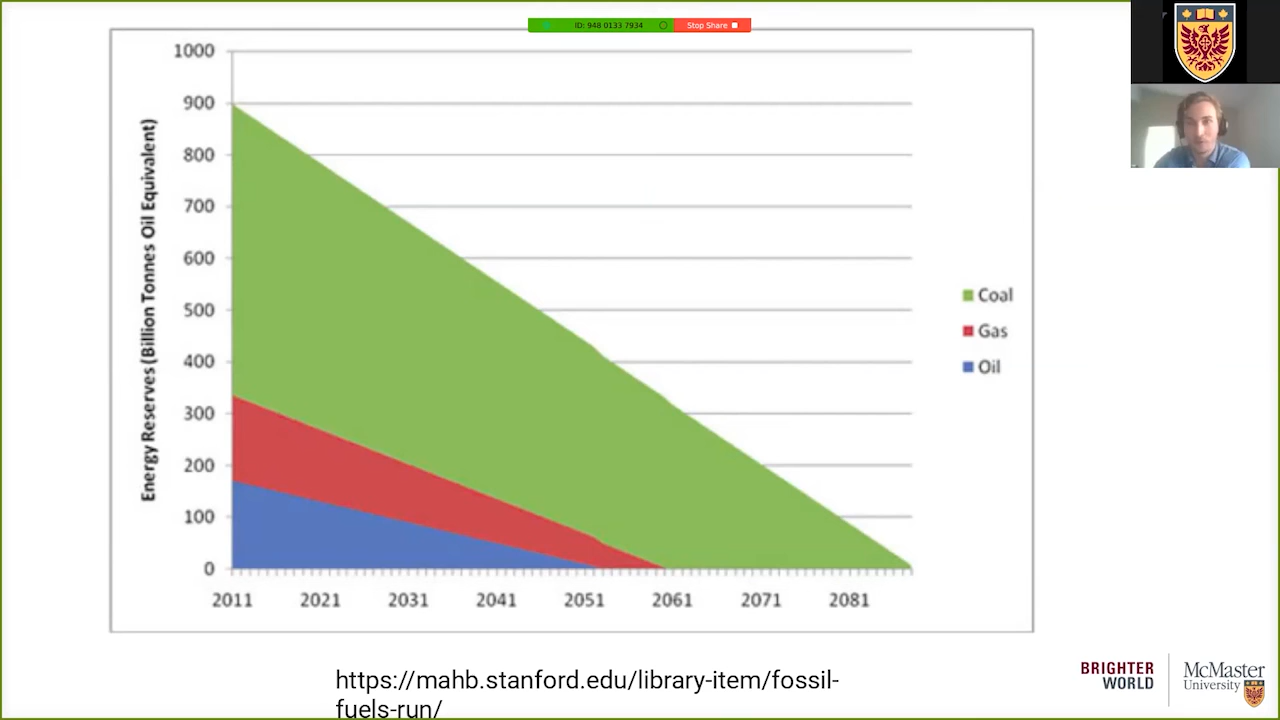 ID: 948 0133 7934
Stop Share
1000
900
800
700
600
500
400
300
200
100
0
Energy Reserves (Billion Tonnes Oil Equivalent)
2011 2021 2031 2041 2051 2061 2071 2081
Coal
Gas
Oil
https://mahb.stanford.edu/library-item/fossil-
fuels-run/
BRIGHTER
WORLD
McMaster
University